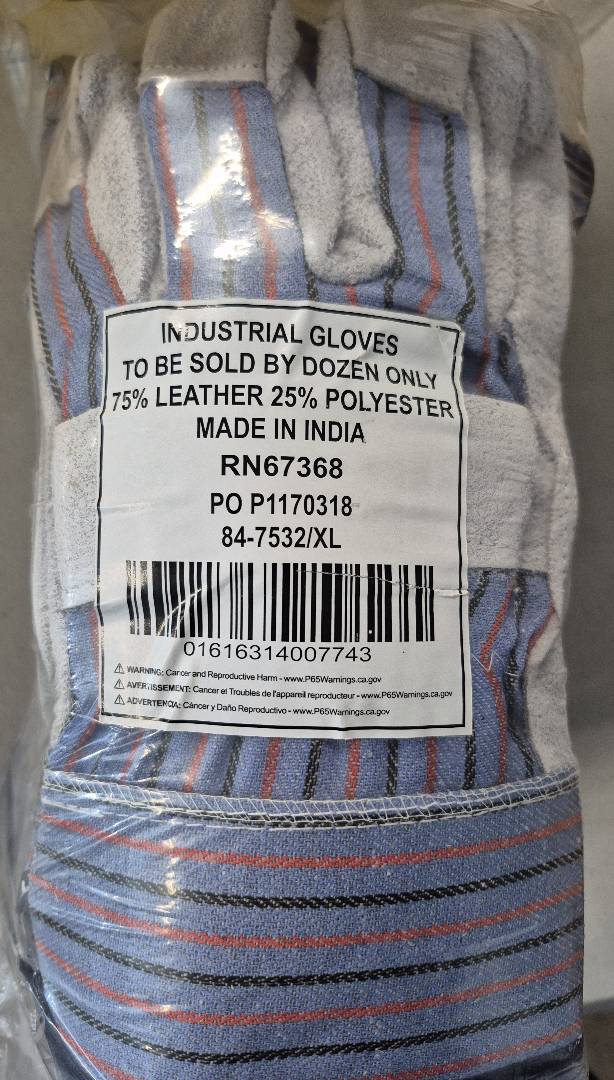 INDUSTRIAL GLOVES
TO BE SOLD BY DOZEN ONLY
75% LEATHER 25% POLYESTER
MADE IN INDIA
RN67368
PO P1170318
84-7532/XL
01616314007743
⚠ WARNING: Cancer and Reproductive Harm - www.P65Warnings.ca.gov
⚠ AVERTISSEMENT: Cancer et Troubles de l'appareil reproducteur - www.P65Warnings.ca.gov
⚠ ADVERTENCIA: Cáncer y Daño Reproductivo - www.P65Warnings.ca.gov